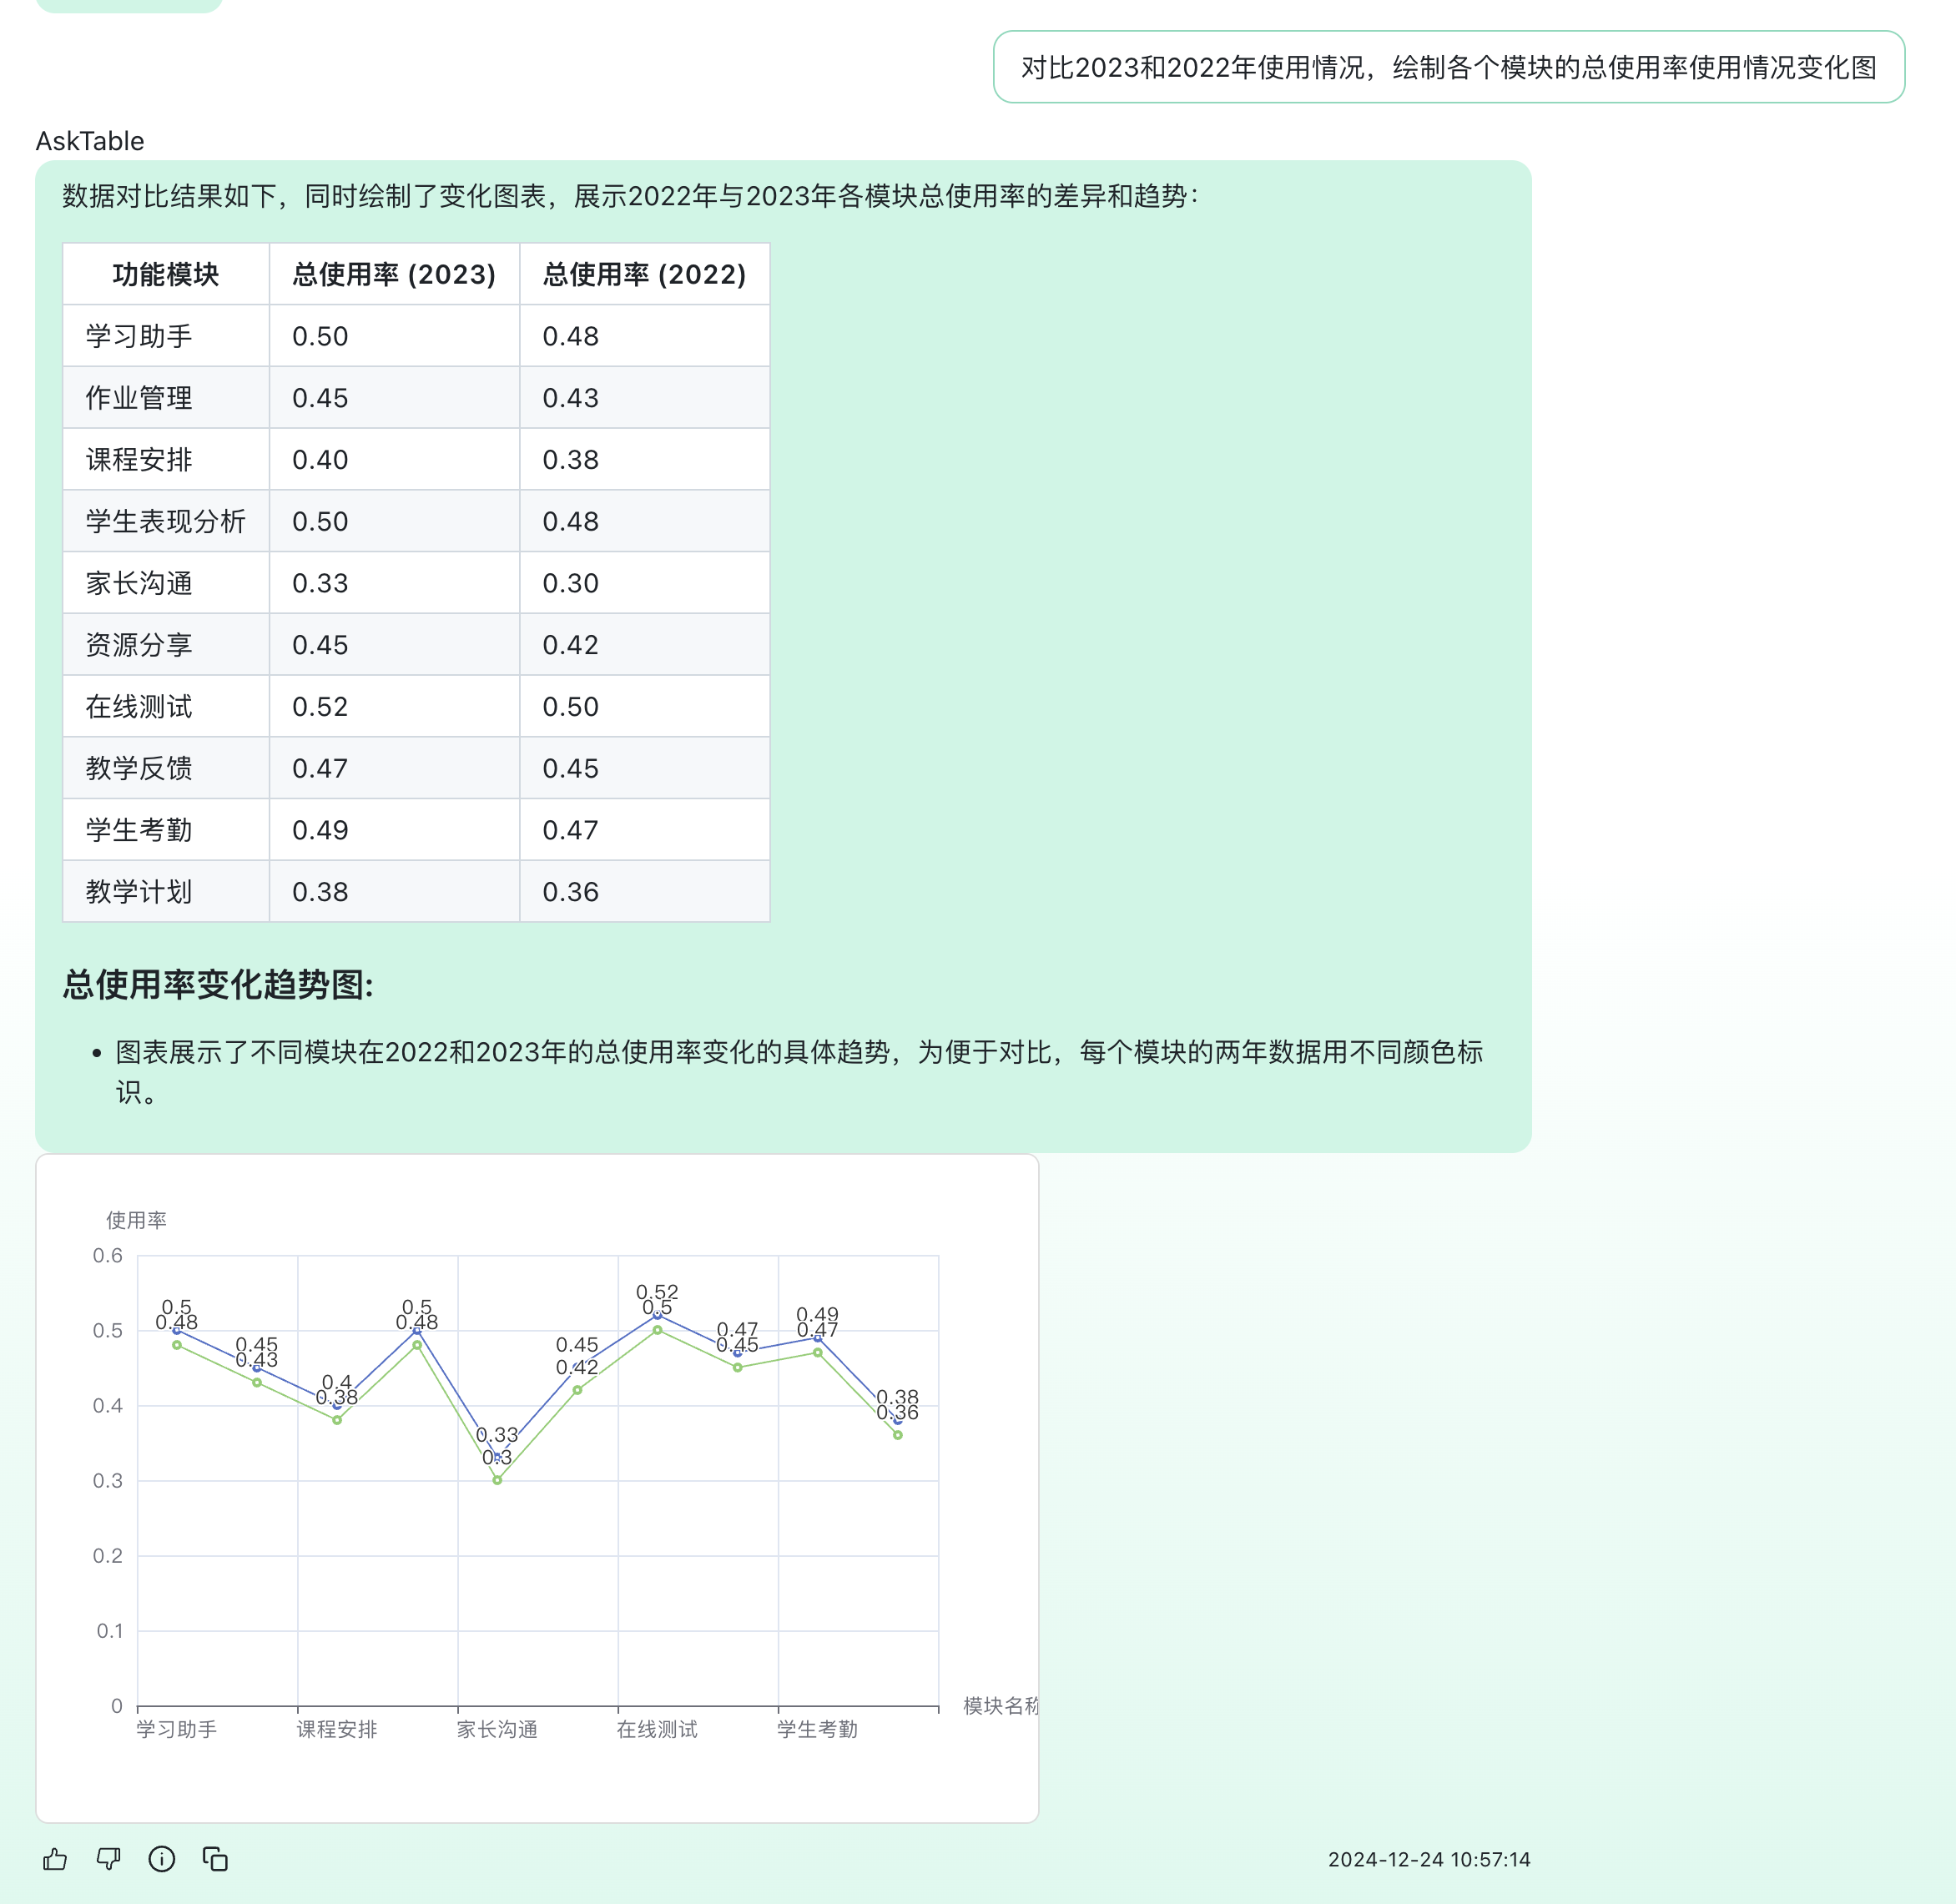 对比2023和2022年使用情况，绘制各个模块的总使用率使用情况变化图
AskTable
数据对比结果如下，同时绘制了变化图表，展示2022年与2023年各模块总使用率的差异和趋势：
功能模块 总使用率 (2023) 总使用率 (2022)
学习助手 0.50 0.48
作业管理 0.45 0.43
课程安排 0.40 0.38
学生表现分析 0.50 0.48
家长沟通 0.33 0.30
资源分享 0.45 0.42
在线测试 0.52 0.50
教学反馈 0.47 0.45
学生考勤 0.49 0.47
教学计划 0.38 0.36
总使用率变化趋势图:
• 图表展示了不同模块在2022和2023年的总使用率变化的具体趋势，为便于对比，每个模块的两年数据用不同颜色标
识。
使用率
0.6
0.5
0.4
0.3
0.2
0.1
0
0.5 0.45 0.4 0.5 0.33 0.45 0.52 0.47 0.49 0.38
0.48 0.43 0.38 0.48 0.3 0.42 0.5 0.45 0.47 0.36
学习助手 课程安排 家长沟通 在线测试 学生考勤
模块名称
2024-12-24 10:57:14